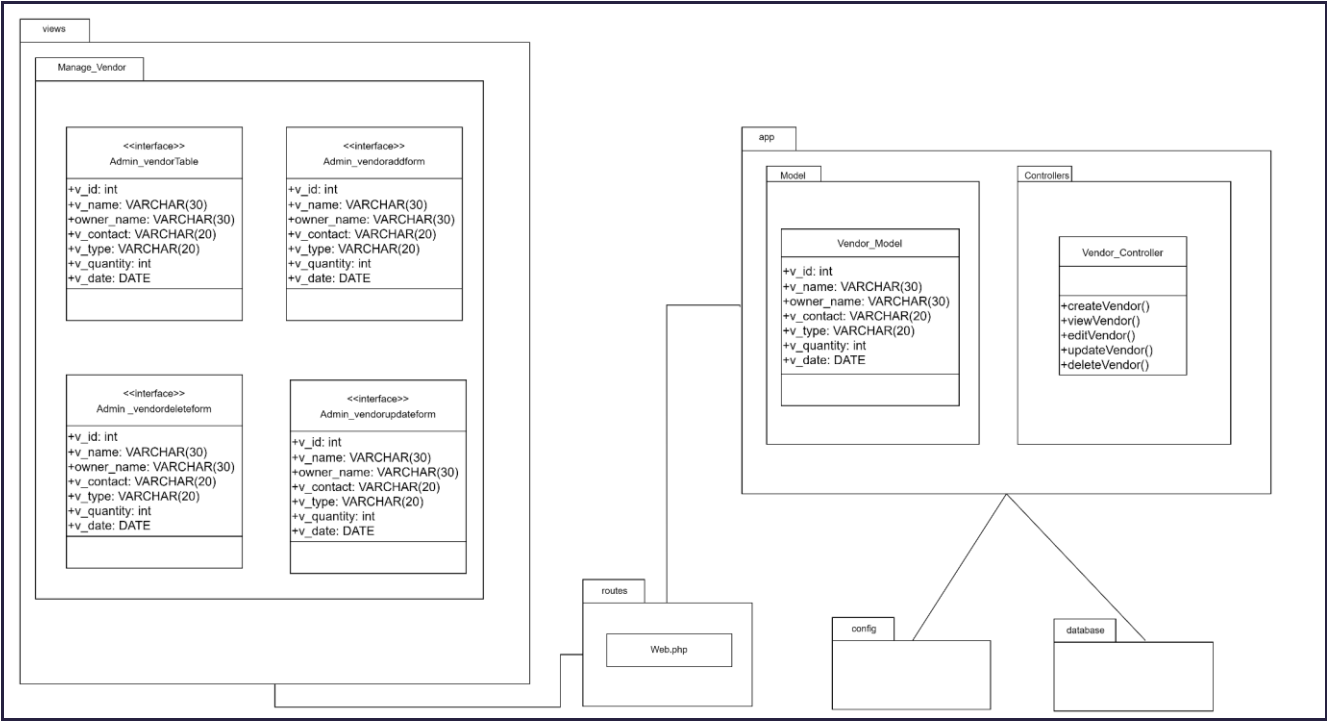 views
Manage_Vendor
<<interface>>
Admin_vendorTable
+v_id: int
+v_name: VARCHAR(30)
+owner_name: VARCHAR(30)
+v_contact: VARCHAR(20)
+v_type: VARCHAR(20)
+v_quantity: int
+v_date: DATE
<<interface>>
Admin_vendoraddform
+v_id: int
+v_name: VARCHAR(30)
+owner_name: VARCHAR(30)
+v_contact: VARCHAR(20)
+v_type: VARCHAR(20)
+v_quantity: int
+v_date: DATE
<<interface>>
Admin _vendordeleteform
+v_id: int
+v_name: VARCHAR(30)
+owner_name: VARCHAR(30)
+v_contact: VARCHAR(20)
+v_type: VARCHAR(20)
+v_quantity: int
+v_date: DATE
<<interface>>
Admin_vendorupdateform
+v_id: int
+v_name: VARCHAR(30)
+owner_name: VARCHAR(30)
+v_contact: VARCHAR(20)
+v_type: VARCHAR(20)
+v_quantity: int
+v_date: DATE
app
Model
Vendor_Model
+v_id: int
+v_name: VARCHAR(30)
+owner_name: VARCHAR(30)
+v_contact: VARCHAR(20)
+v_type: VARCHAR(20)
+v_quantity: int
+v_date: DATE
Controllers
Vendor_Controller
+createVendor()
+viewVendor()
+editVendor()
+updateVendor()
+deleteVendor()
routes
Web.php
config
database